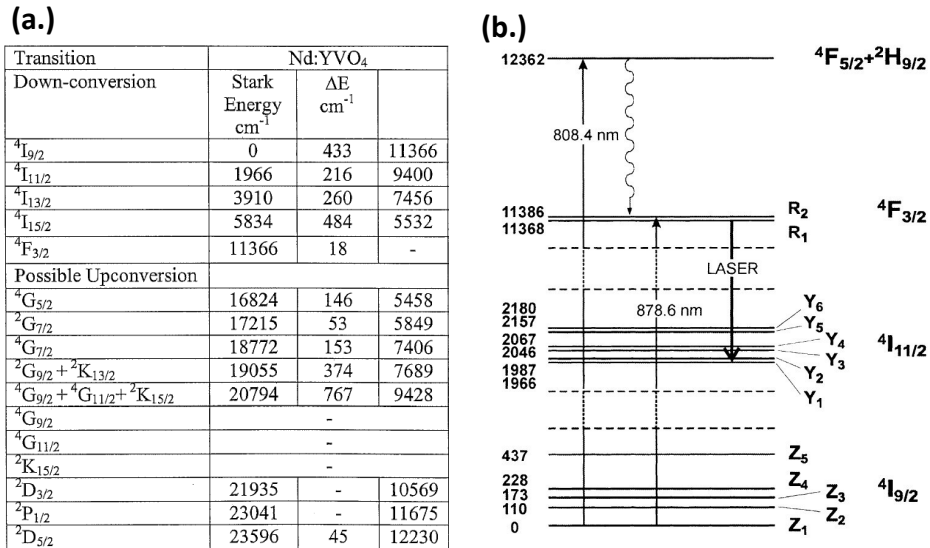 (a.)
Transition Nd:YVO₄
Down-conversion Stark Energy cm⁻¹ ΔE cm⁻¹
⁴I₉/₂ 0 433 11366
⁴I₁₁/₂ 1966 216 9400
⁴I₁₃/₂ 3910 260 7456
⁴I₁₅/₂ 5834 484 5532
⁴F₃/₂ 11366 18 -
Possible Upconversion
⁴G₅/₂ 16824 146 5458
²G₇/₂ 17215 53 5849
⁴G₇/₂ 18772 153 7406
²G₉/₂ + ²K₁₃/₂ 19055 374 7689
⁴G₉/₂ + ⁴G₁₁/₂ + ²K₁₅/₂ 20794 767 9428
⁴G₉/₂ -
⁴G₁₁/₂ -
²K₁₅/₂ -
²D₃/₂ 21935 - 10569
²P₁/₂ 23041 - 11675
²D₅/₂ 23596 45 12230
(b.)
12362 ⁴F₅/₂+²H₉/₂
808.4 nm
11386 R₂ ⁴F₃/₂
11368 R₁
LASER
878.6 nm
2180 Y₆
2157 Y₅
2067 Y₄ ⁴I₁₁/₂
2046 Y₃
1987 Y₂
1966 Y₁
437 Z₅
228 Z₄ ⁴I₉/₂
173 Z₃
110 Z₂
0 Z₁